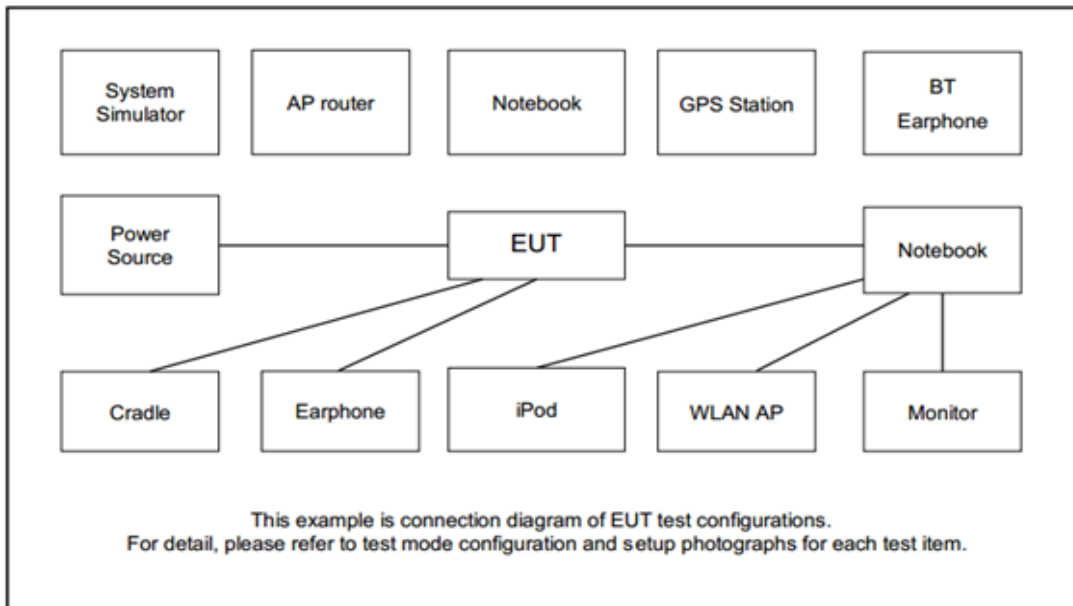 System
Simulator
AP router
Notebook
GPS Station
BT
Earphone
Power
Source
EUT
Notebook
Cradle
Earphone
iPod
WLAN AP
Monitor
This example is connection diagram of EUT test configurations.
For detail, please refer to test mode configuration and setup photographs for each test item.